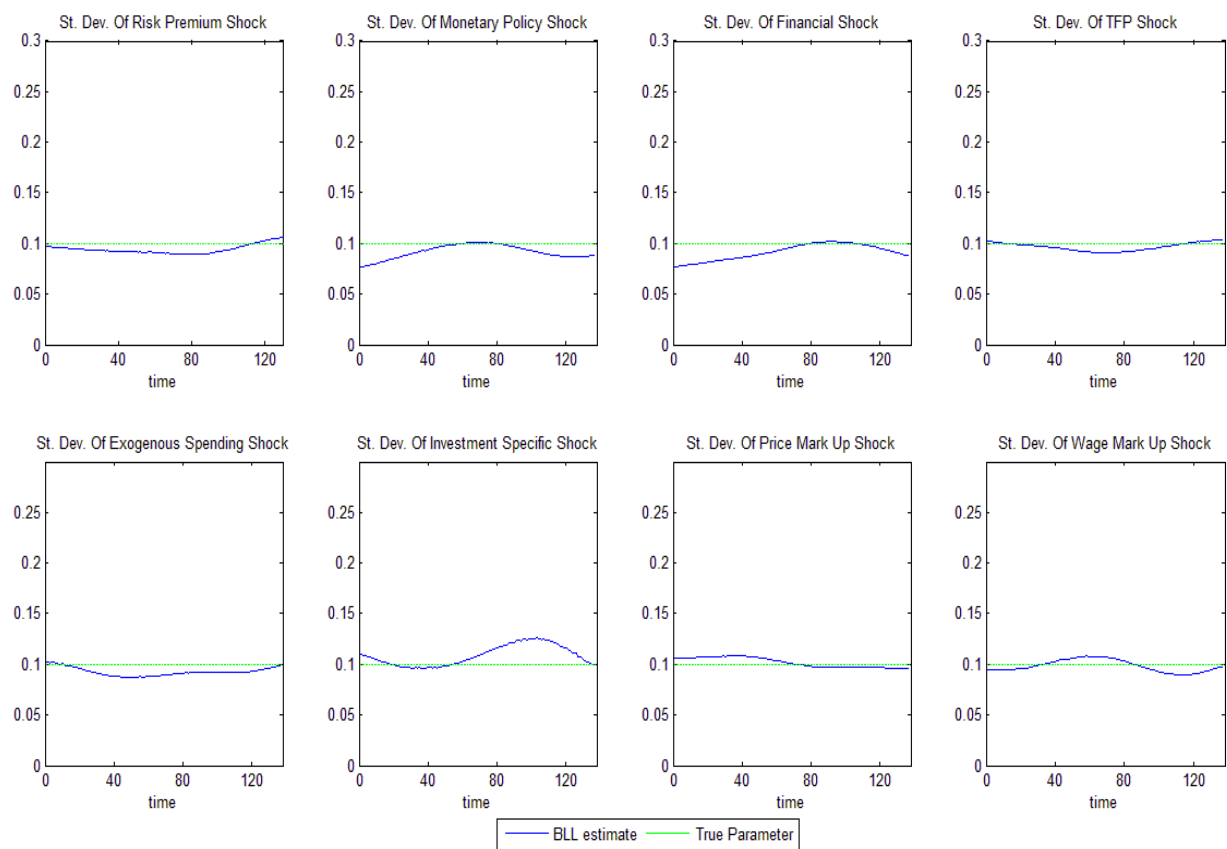 St. Dev. Of Risk Premium Shock
0.3
0.25
0.2
0.15
0.1
0.05
0
0 40 80 120
time
St. Dev. Of Monetary Policy Shock
0.3
0.25
0.2
0.15
0.1
0.05
0
0 40 80 120
time
St. Dev. Of Financial Shock
0.3
0.25
0.2
0.15
0.1
0.05
0
0 40 80 120
time
St. Dev. Of TFP Shock
0.3
0.25
0.2
0.15
0.1
0.05
0
0 40 80 120
time
St. Dev. Of Exogenous Spending Shock
0.25
0.2
0.15
0.1
0.05
0
0 40 80 120
time
St. Dev. Of Investment Specific Shock
0.25
0.2
0.15
0.1
0.05
0
0 40 80 120
time
St. Dev. Of Price Mark Up Shock
0.25
0.2
0.15
0.1
0.05
0
0 40 80 120
time
St. Dev. Of Wage Mark Up Shock
0.25
0.2
0.15
0.1
0.05
0
0 40 80 120
time
BLL estimate True Parameter